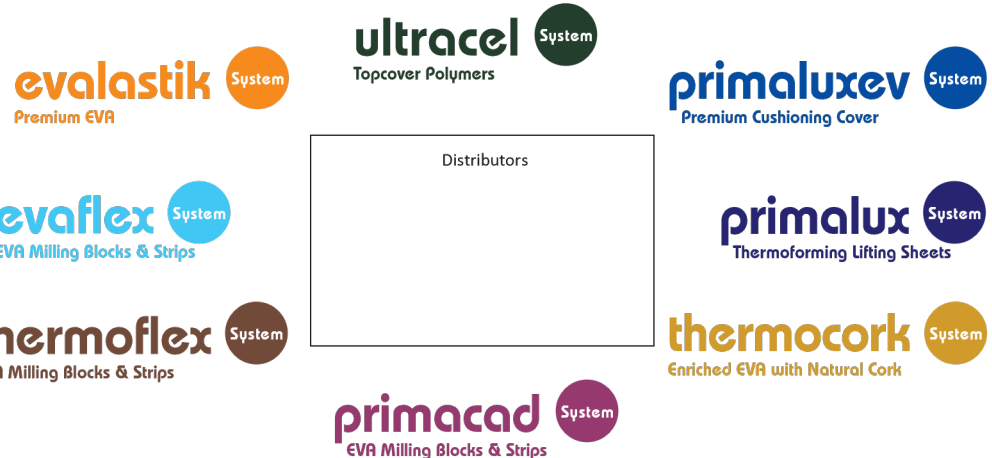 ultracel System
Topcover Polymers
evalastik System
Premium EVA
primaluxev System
Premium Cushioning Cover
Distributors
evaflex System
EVA Milling Blocks & Strips
primalux System
Thermoforming Lifting Sheets
hermoflex System
Milling Blocks & Strips
thermocork System
Enriched EVA with Natural Cork
primacad System
EVA Milling Blocks & Strips